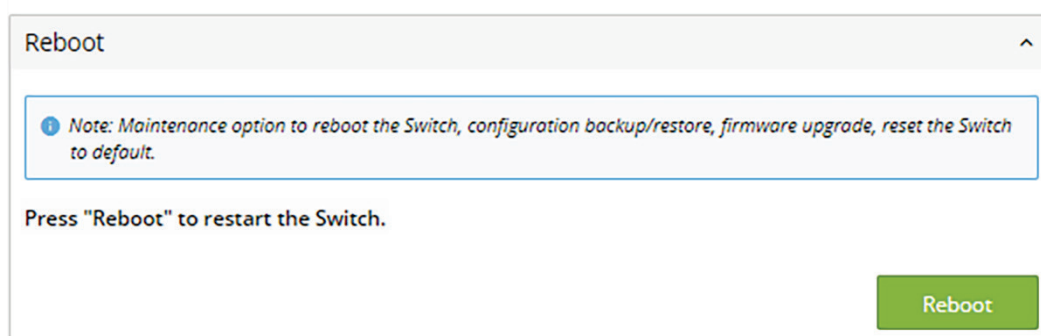 Reboot
Note: Maintenance option to reboot the Switch, configuration backup/restore, firmware upgrade, reset the Switch
to default.
Press "Reboot" to restart the Switch.
Reboot